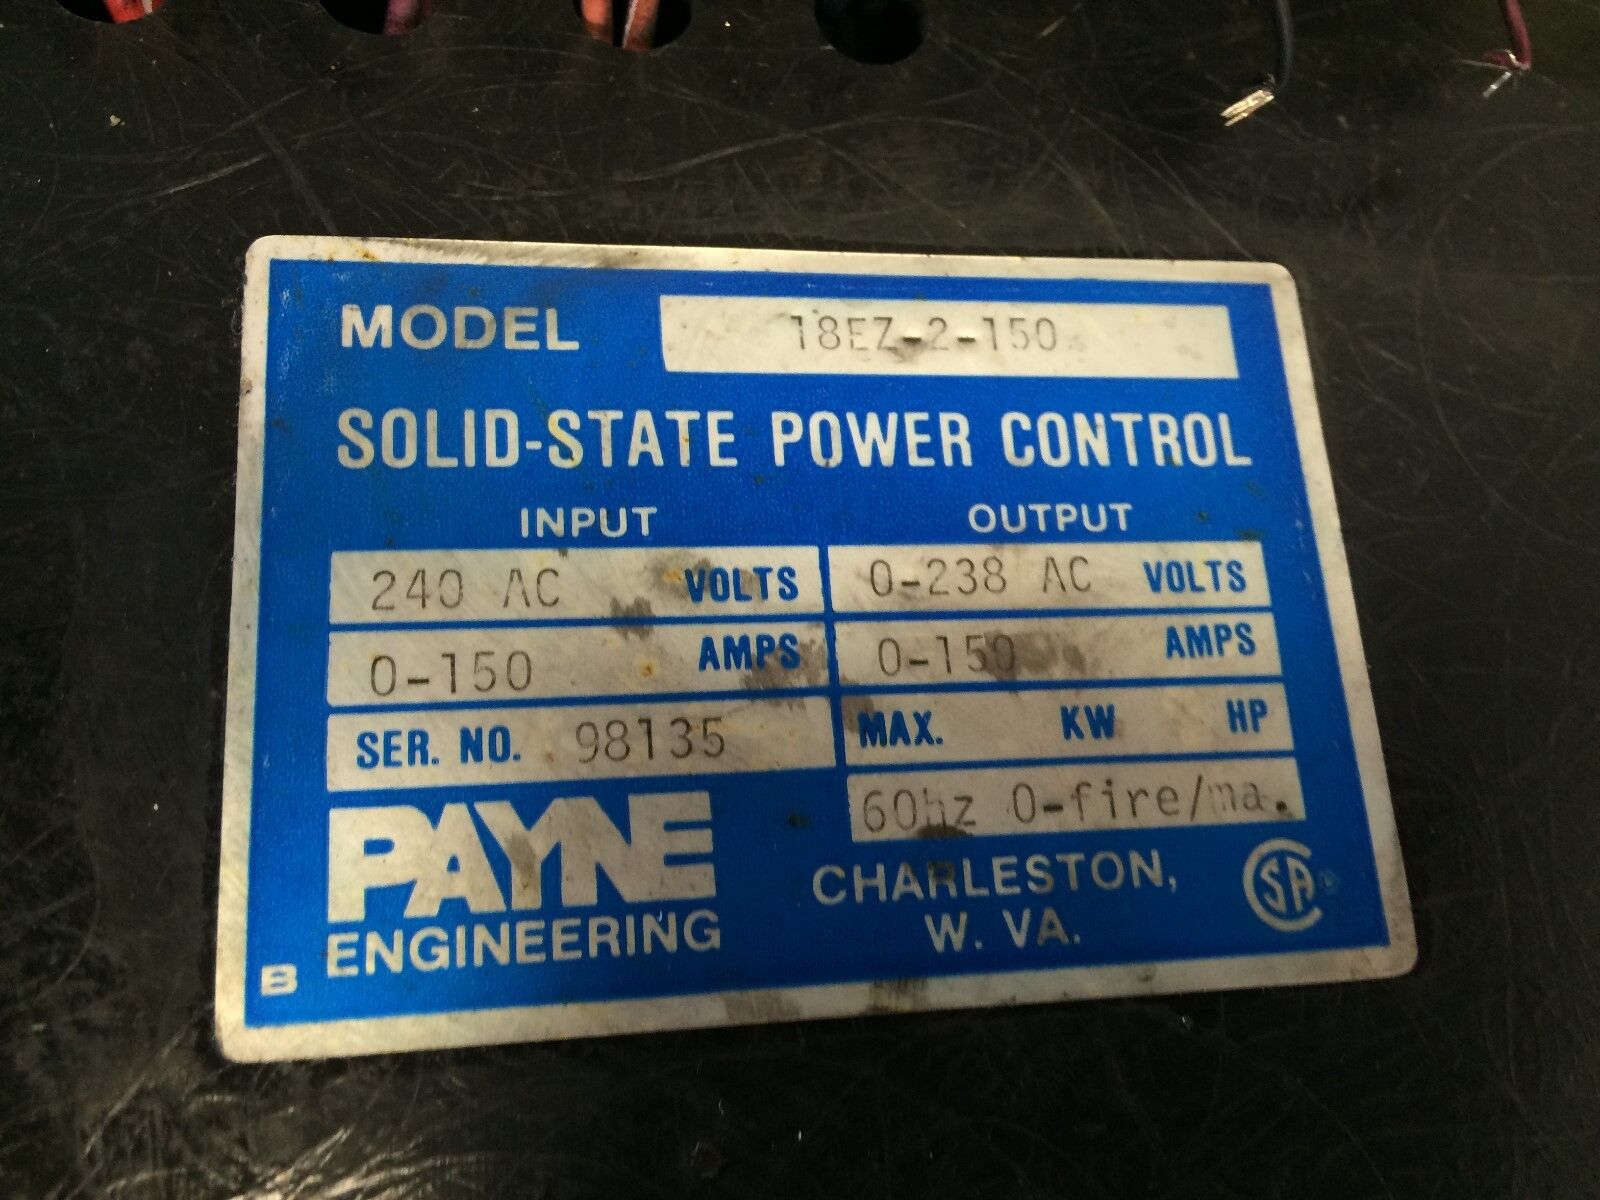 MODEL 18EZ-2-150
SOLID-STATE POWER CONTROL
INPUT OUTPUT
240 AC VOLTS 0-238 AC VOLTS
0-150 AMPS 0-150 AMPS
SER. NO. 98135 MAX. KW HP
60hz 0-fire/ma.
PAYNE
ENGINEERING
CHARLESTON,
W. VA.
CSA ®
B